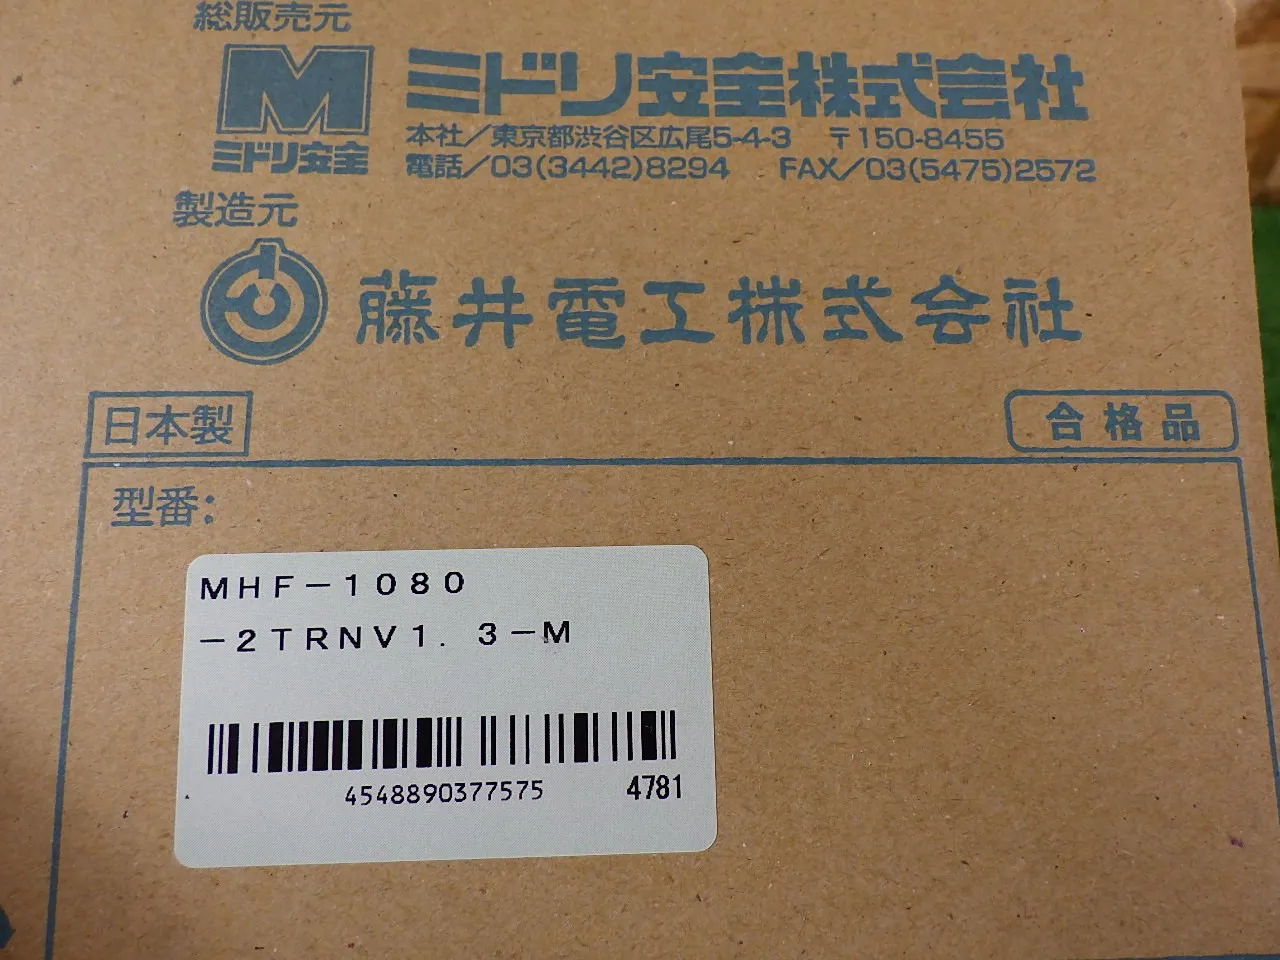 総販売元
M
ミドリ安全
ミドリ安全株式会社
本社／東京都渋谷区広尾5-4-3　〒150-8455
電話／03(3442)8294　FAX／03(5475)2572
製造元
藤井電工株式会社
日本製
合格品
型番:
MHF－1080
－2TRNV1．3－M
4548890377575　4781